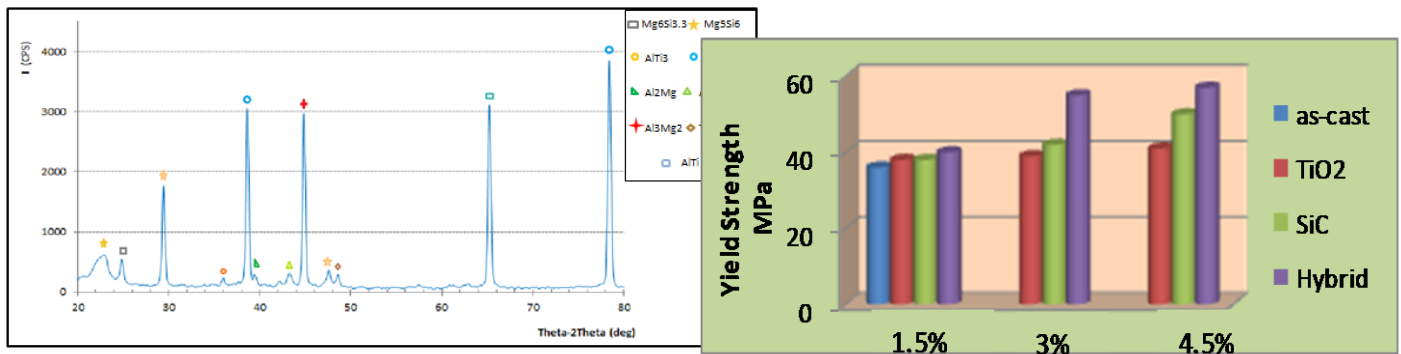 Mg6Si3.3 Mg5Si6
AlTi3
Al2Mg
Al3Mg2
AlTi
I (CPS)
4000
3000
2000
1000
0
20 30 40 50 60 70 80
Theta-2Theta (deg)
Yield Strength
MPa
60
40
20
0
1.5% 3% 4.5%
as-cast
TiO2
SiC
Hybrid